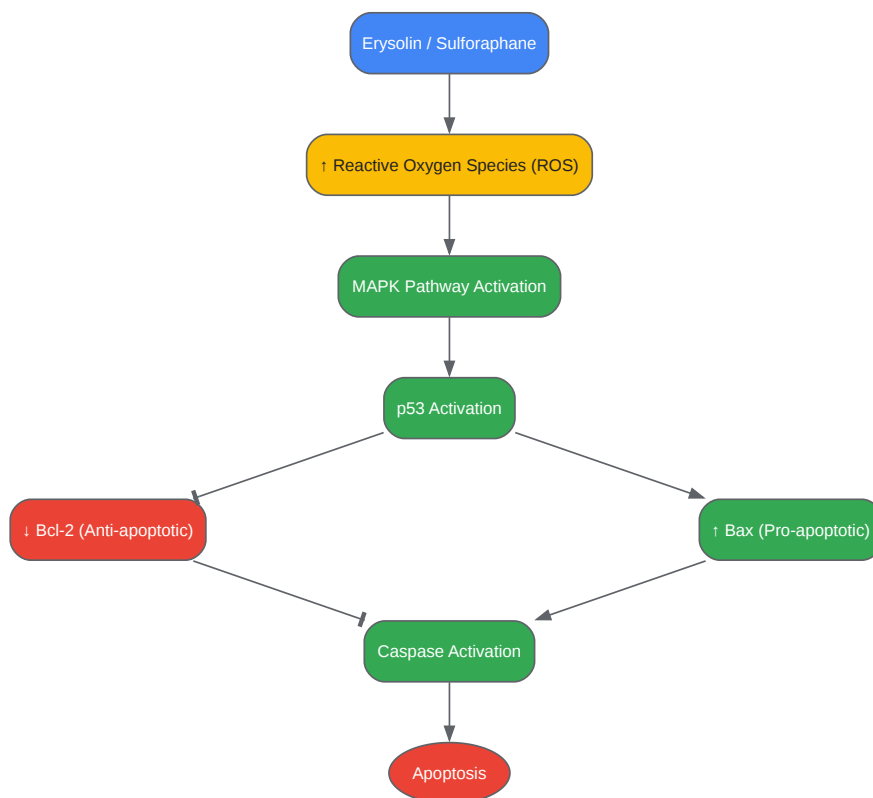 Erysolin / Sulforaphane
↑ Reactive Oxygen Species (ROS)
MAPK Pathway Activation
p53 Activation
↓ Bcl-2 (Anti-apoptotic)
↑ Bax (Pro-apoptotic)
Caspase Activation
Apoptosis